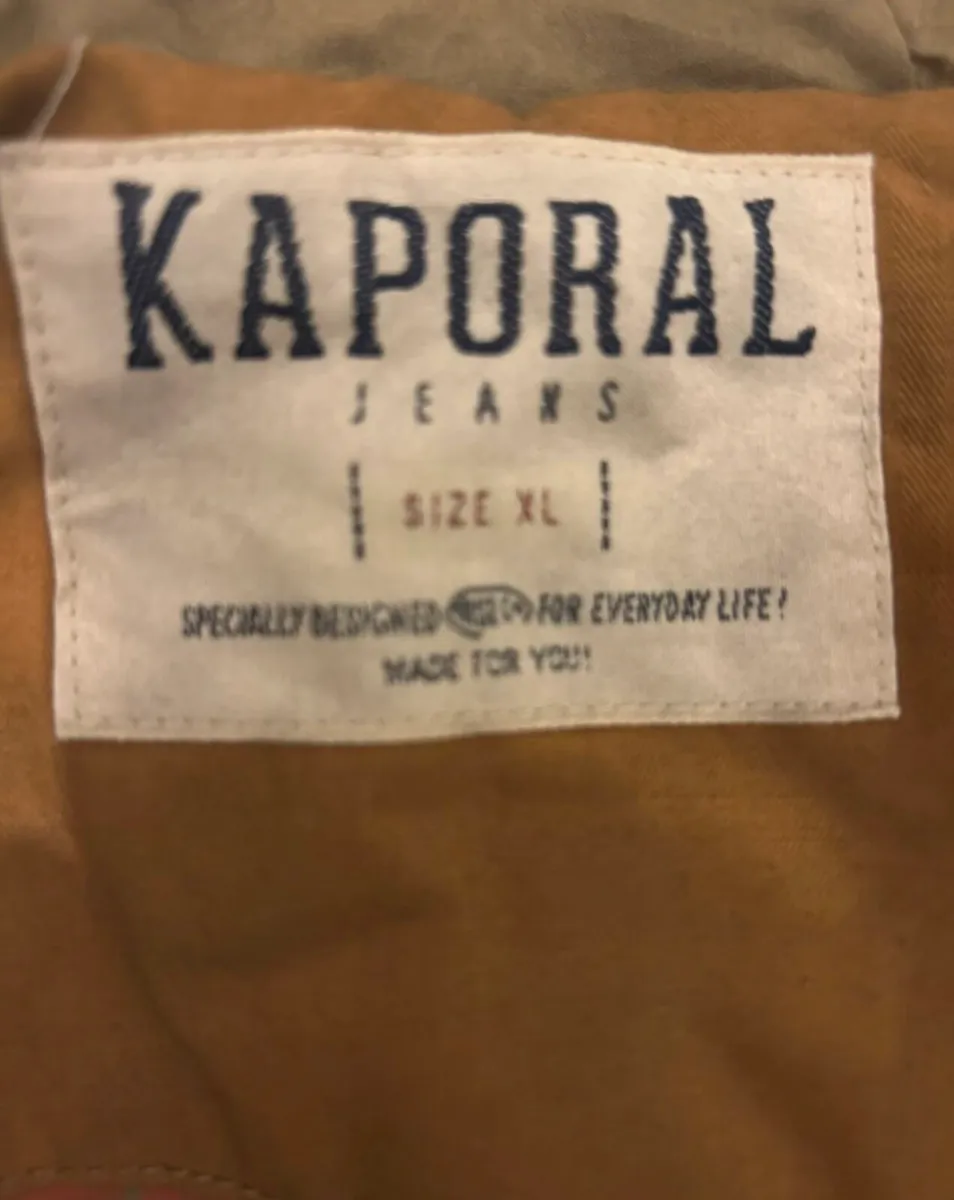 KAPORAL
JEANS
SIZE XL
SPECIALLY DESIGNED FOR EVERYDAY LIFE !
MADE FOR YOU!